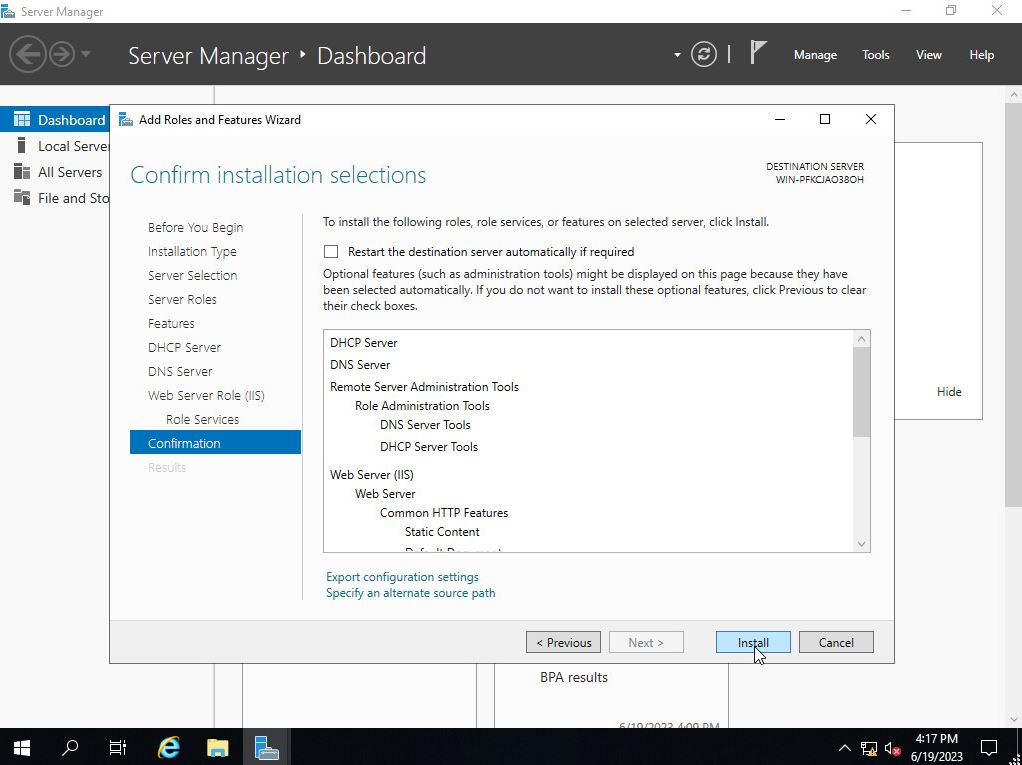 Server Manager
Server Manager ‣ Dashboard
Manage
Tools
View
Help
Dashboard
Local Server
All Servers
File and Sto
Add Roles and Features Wizard
Confirm installation selections
DESTINATION SERVER
WIN-PFKCJAO38OH
Before You Begin
Installation Type
Server Selection
Server Roles
Features
DHCP Server
DNS Server
Web Server Role (IIS)
Role Services
Confirmation
Results
To install the following roles, role services, or features on selected server, click Install.
Restart the destination server automatically if required
Optional features (such as administration tools) might be displayed on this page because they have
been selected automatically. If you do not want to install these optional features, click Previous to clear
their check boxes.
DHCP Server
DNS Server
Remote Server Administration Tools
Role Administration Tools
DNS Server Tools
DHCP Server Tools
Web Server (IIS)
Web Server
Common HTTP Features
Static Content
Default Document
Export configuration settings
Specify an alternate source path
< Previous
Next >
Install
Cancel
Hide
BPA results
6/19/2023 4:09 PM
4:17 PM
6/19/2023